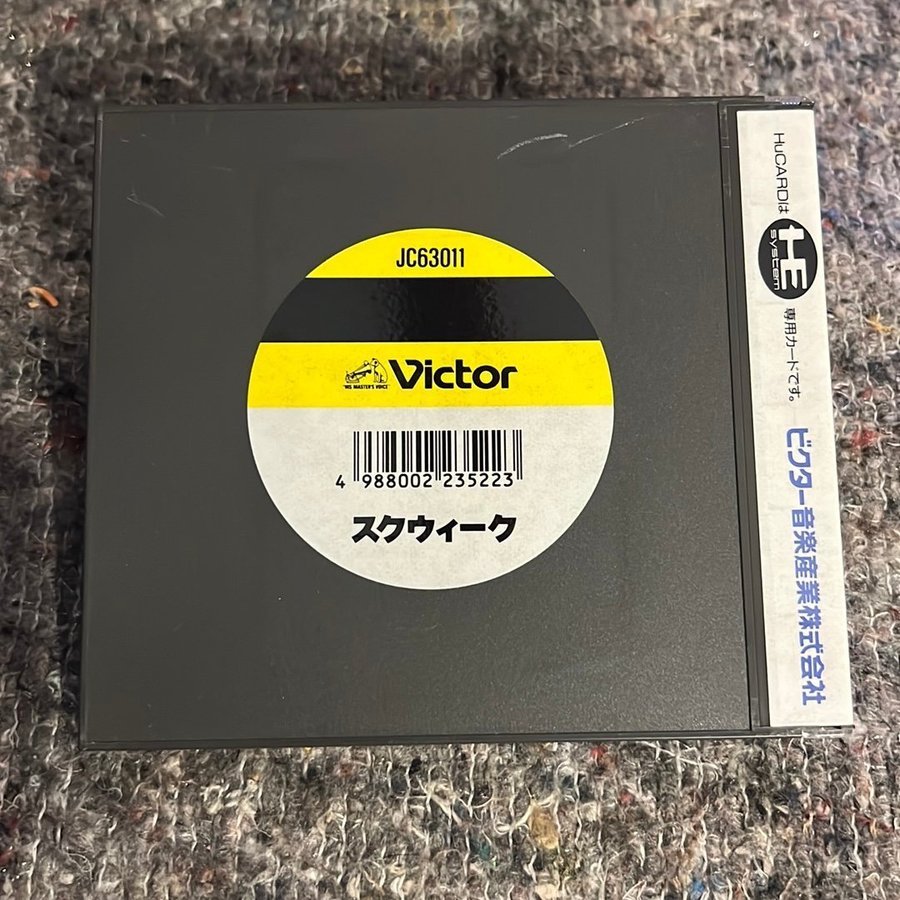 JC63011
"HIS MASTER'S VOICE"
Victor
4 988002 235223
スクウィーク
HuCARDは HE system 専用カードです。 ビクター音楽産業株式会社